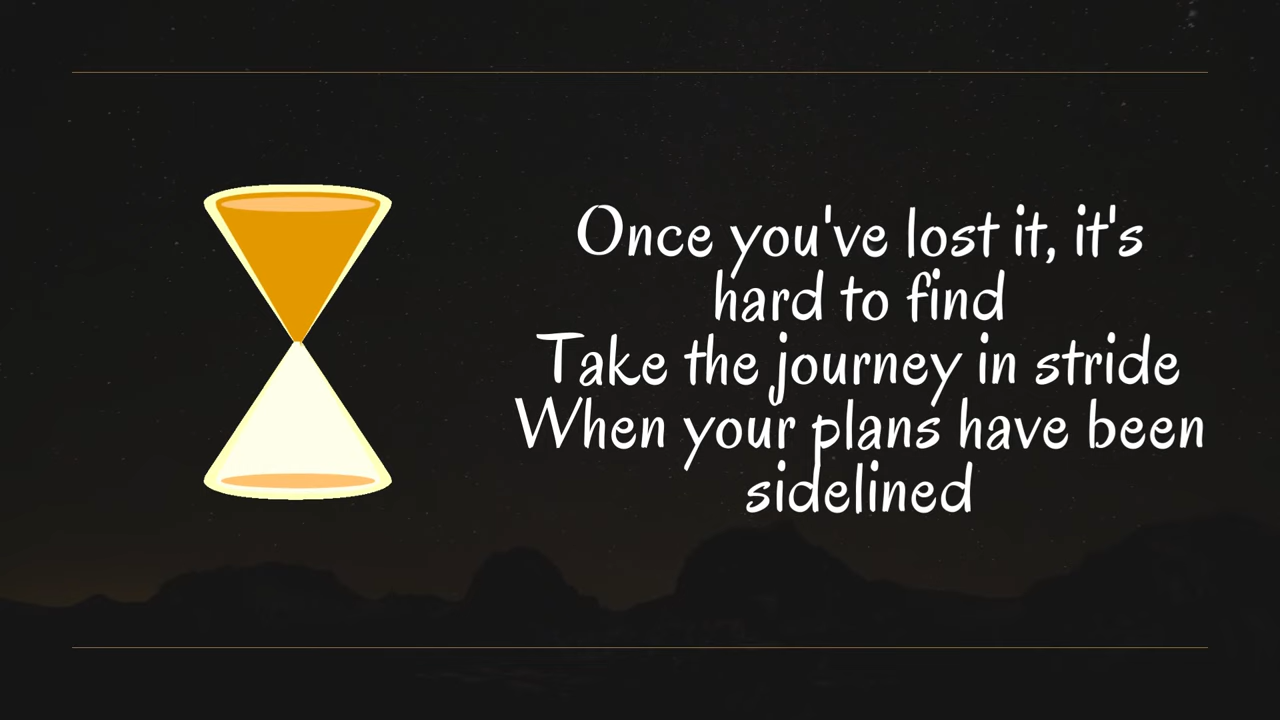 Once you've lost it, it's
hard to find
Take the journey in stride
When your plans have been
sidelined